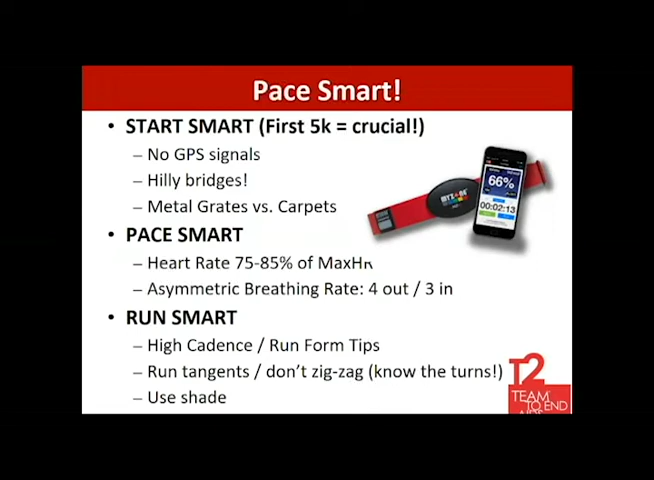 Pace Smart!
• START SMART (First 5k = crucial!)
– No GPS signals
– Hilly bridges!
– Metal Grates vs. Carpets
• PACE SMART
– Heart Rate 75-85% of MaxHR
– Asymmetric Breathing Rate: 4 out / 3 in
• RUN SMART
– High Cadence / Run Form Tips
– Run tangents / don't zig-zag (know the turns!)
– Use shade
MYZONE
66%
00:02:13
T2
TEAM
TO END